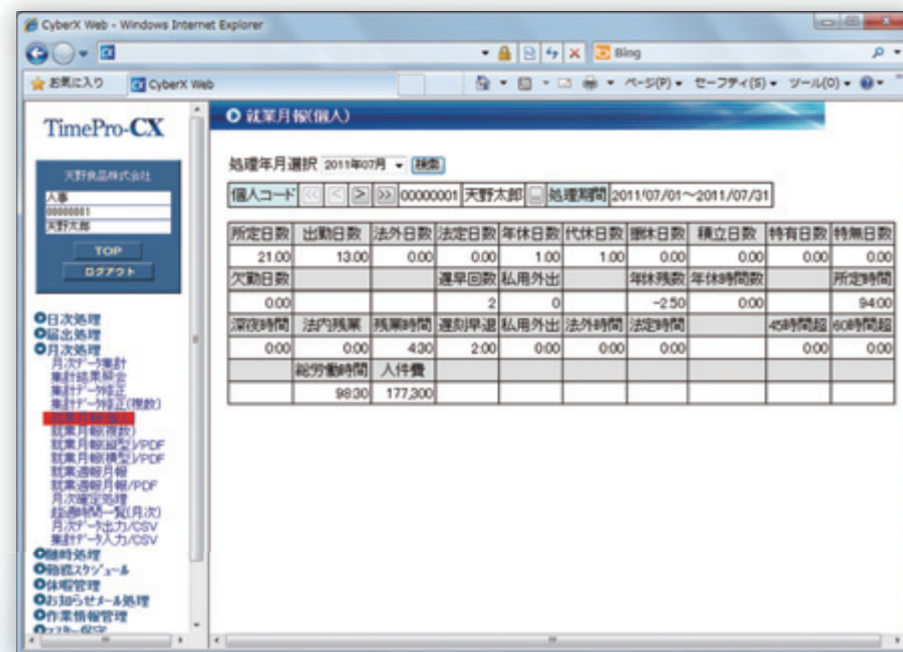 CyberX Web - Windows Internet Explorer
Bing
お気に入り CyberX Web ページ(P) セーフティ(S) ツール(O)
TimePro-CX
天野食品株式会社
人事
00000001
天野太郎
TOP
ログアウト
日次処理
届出処理
月次処理
月次データ集計
集計結果照会
集計データ修正
集計データ修正(複数)
就業月報(複数)
就業月報(縦型)/PDF
就業月報(横型)/PDF
就業週報月報
就業週報月報/PDF
月次確定処理
超過時間一覧(月次)
月次データ出力/CSV
集計データ入力/CSV
随時処理
勤務スケジュール
休暇管理
お知らせメール処理
作業情報管理
マスター保守
就業月報(個人)
処理年月選択 2011年07月 検索
個人コード << < > >> 00000001 天野太郎 ... 処理期間 2011/07/01～2011/07/31
所定日数 出勤日数 法外日数 法定日数 年休日数 代休日数 振休日数 積立日数 特有日数 特無日数
21.00 13.00 0.00 0.00 1.00 1.00 0.00 0.00 0.00 0.00
欠勤日数 遅早回数 私用外出 年休残数 年休時間数 所定時間
0.00 2 0 -2.50 0.00 94:00
深夜時間 法内残業 残業時間 遅刻早退 私用外出 法外時間 法定時間 45時間超 60時間超
0:00 0:00 4:30 2:00 0:00 0:00 0:00 0:00 0:00
総労働時間 人件費
98:30 177,300